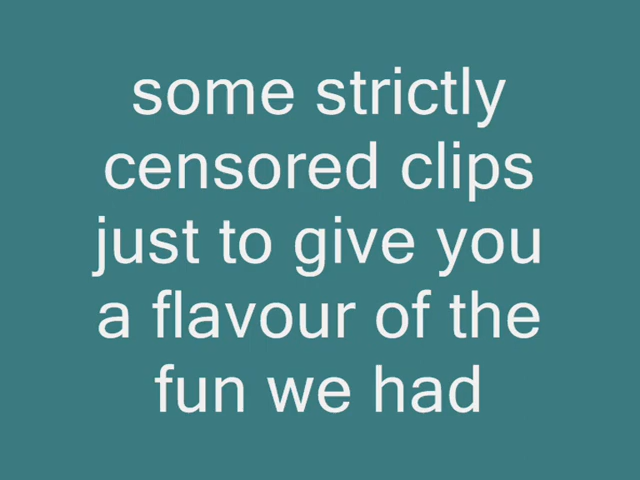 some strictly
censored clips
just to give you
a flavour of the
fun we had